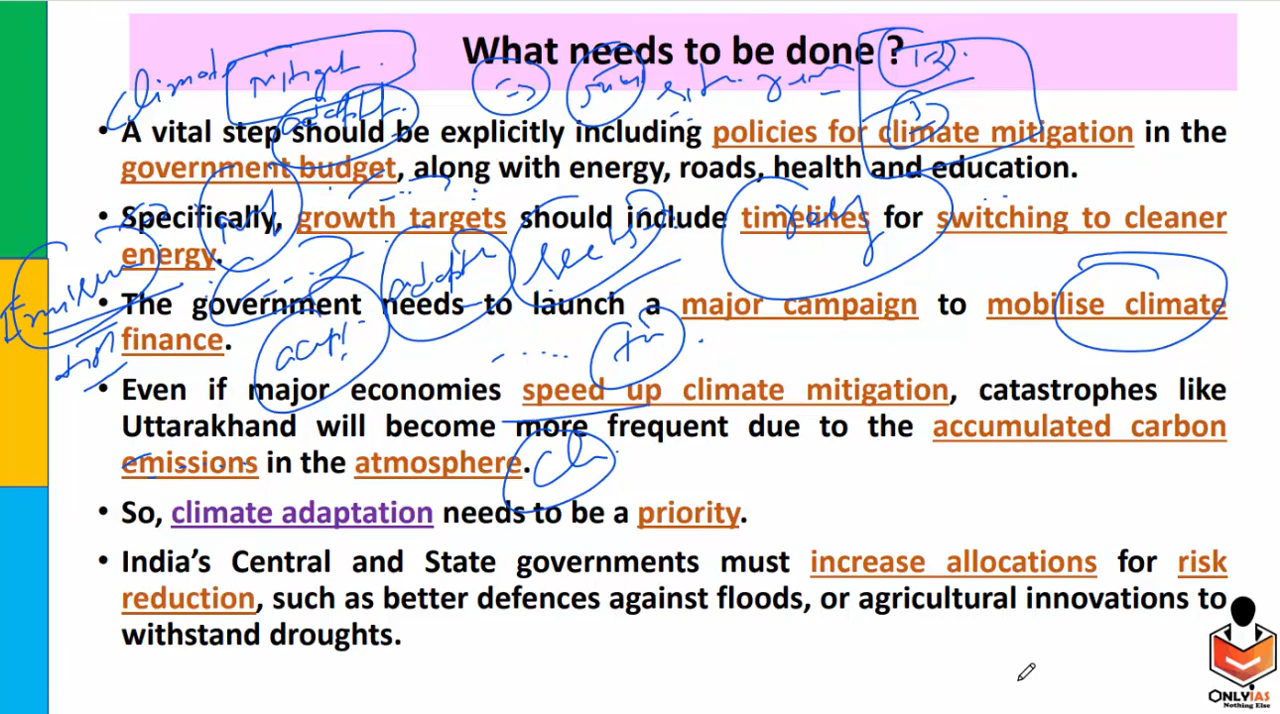 What needs to be done ?
Climate mitigat
adapt
• A vital step should be explicitly including policies for climate mitigation in the
government budget, along with energy, roads, health and education.
• Specifically, growth targets should include timelines for switching to cleaner
energy.
• The government needs to launch a major campaign to mobilise climate
finance.
• Even if major economies speed up climate mitigation, catastrophes like
Uttarakhand will become more frequent due to the accumulated carbon
emissions in the atmosphere.
• So, climate adaptation needs to be a priority.
• India's Central and State governments must increase allocations for risk
reduction, such as better defences against floods, or agricultural innovations to
withstand droughts.
ONLYIAS
Nothing Else